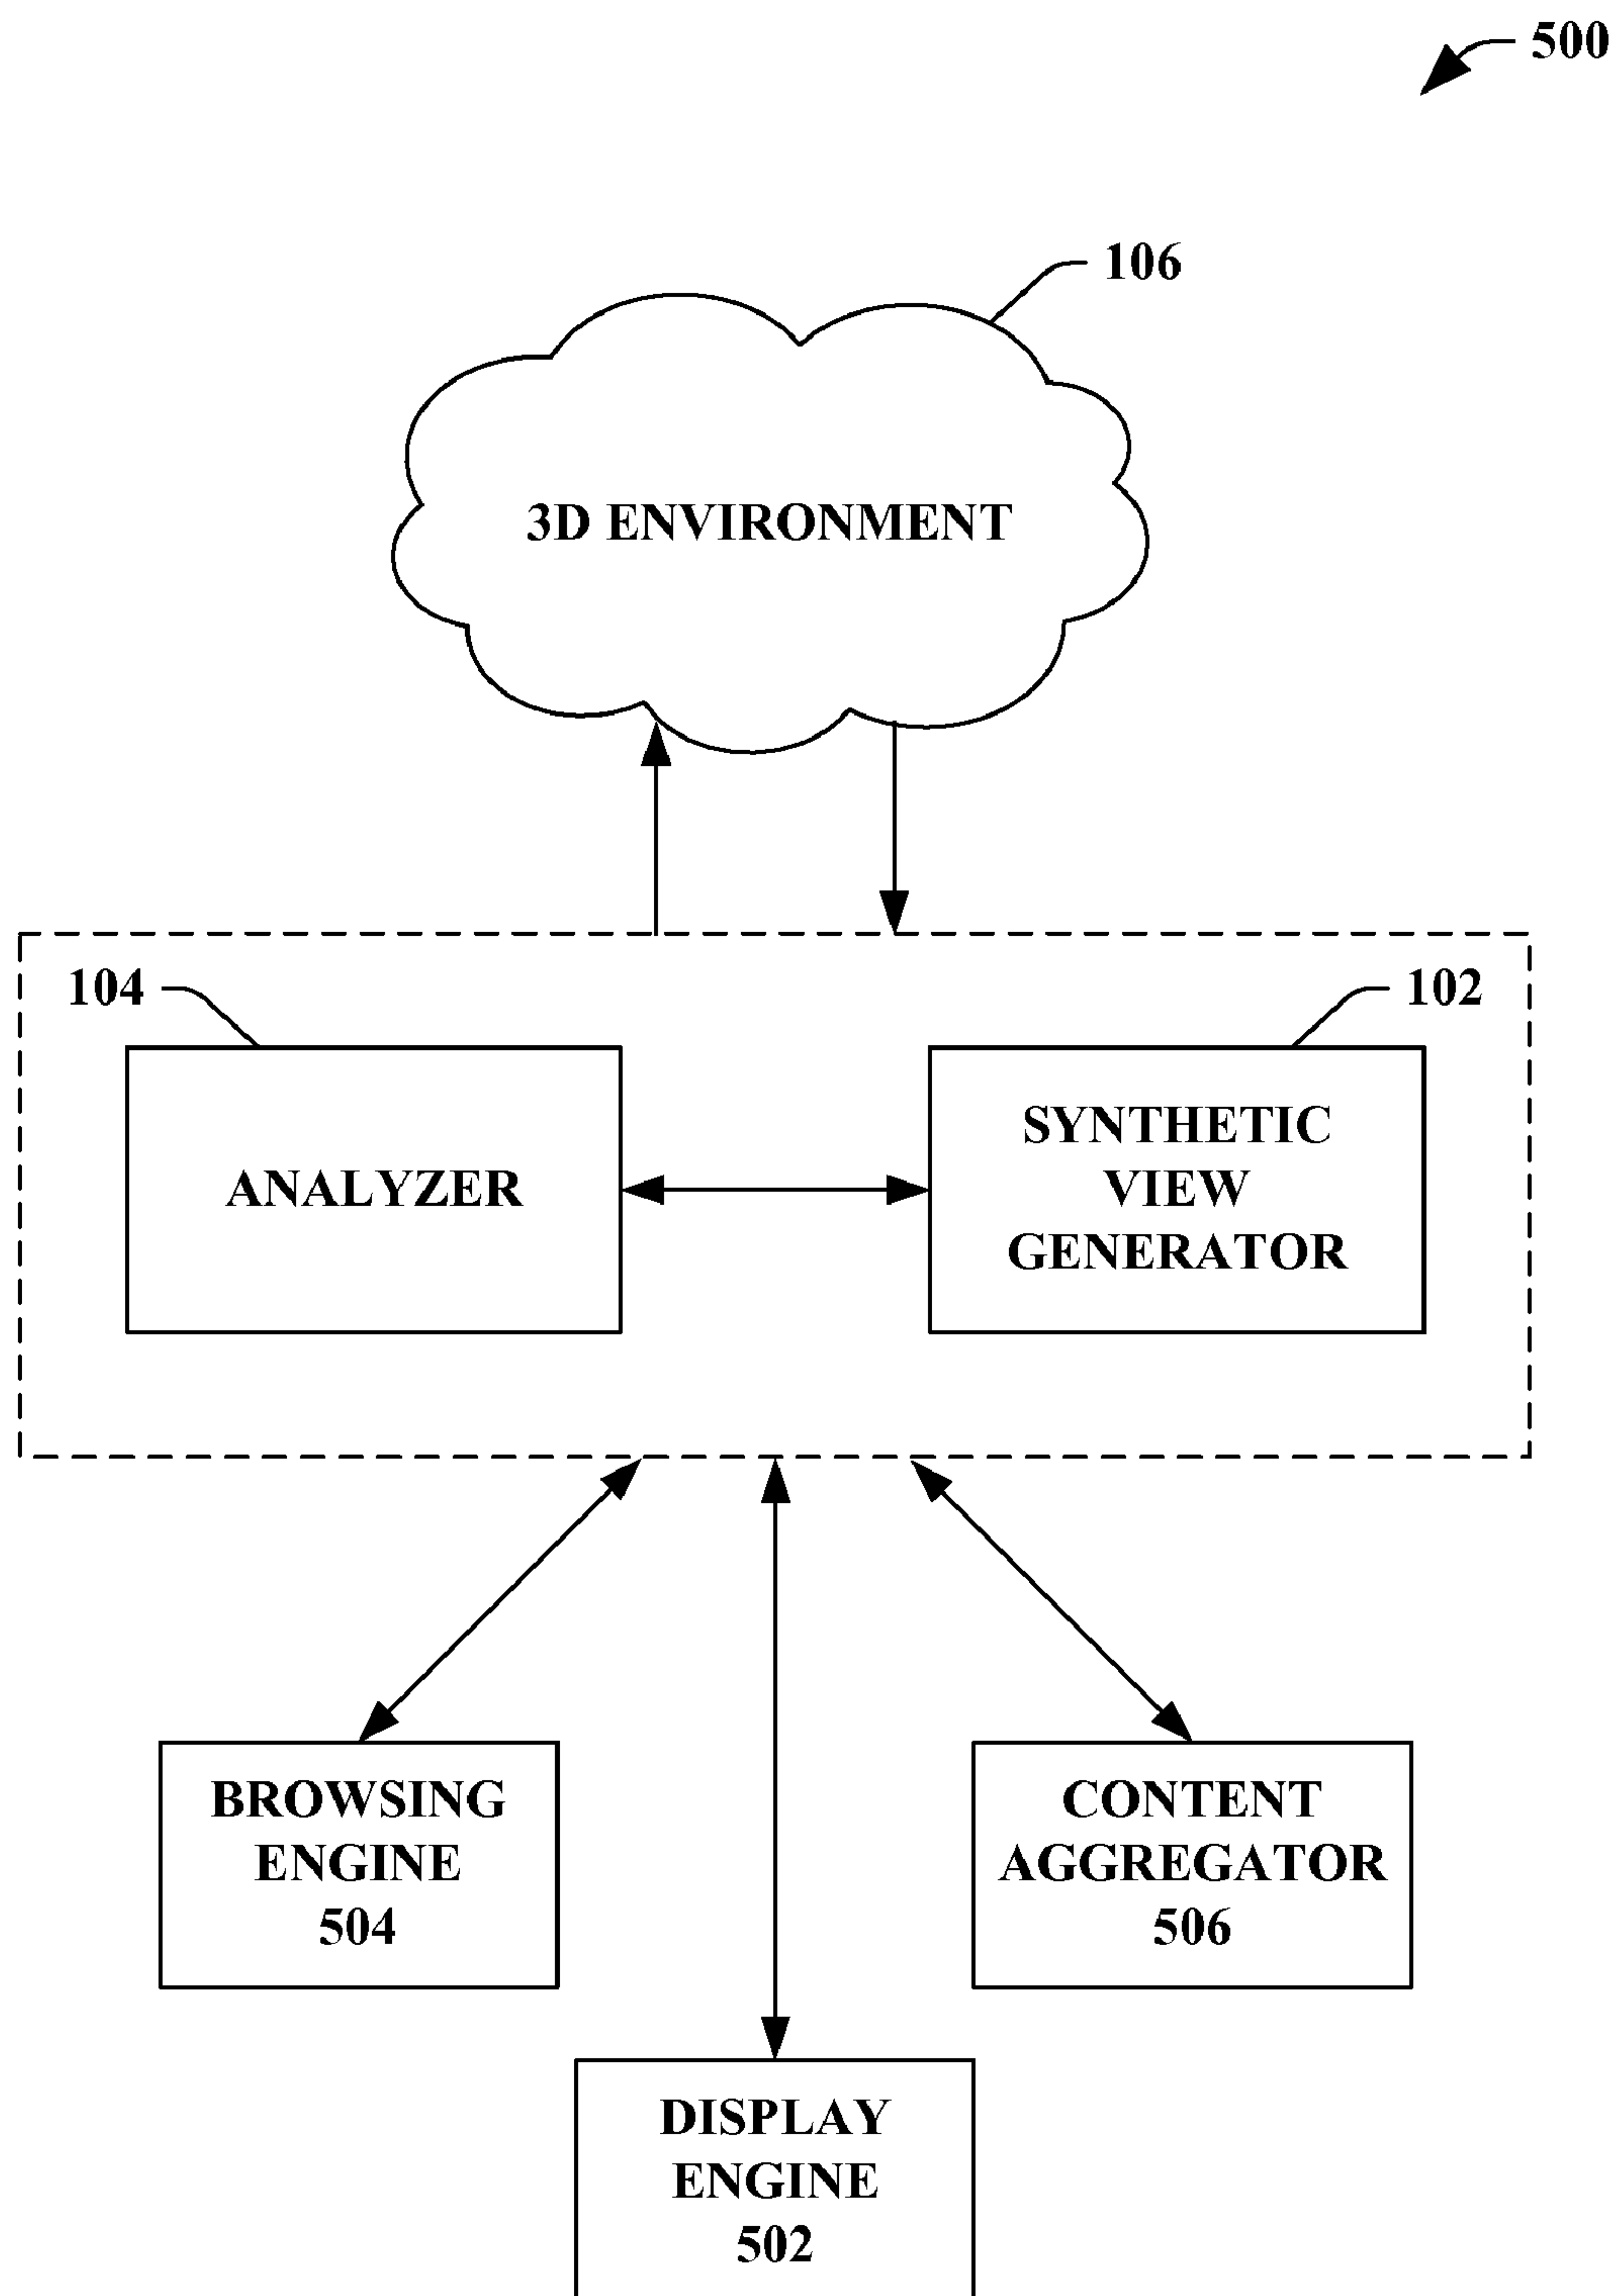 500
106
3D ENVIRONMENT
104
102
ANALYZER
SYNTHETIC
VIEW
GENERATOR
BROWSING
ENGINE
504
CONTENT
AGGREGATOR
506
DISPLAY
ENGINE
502